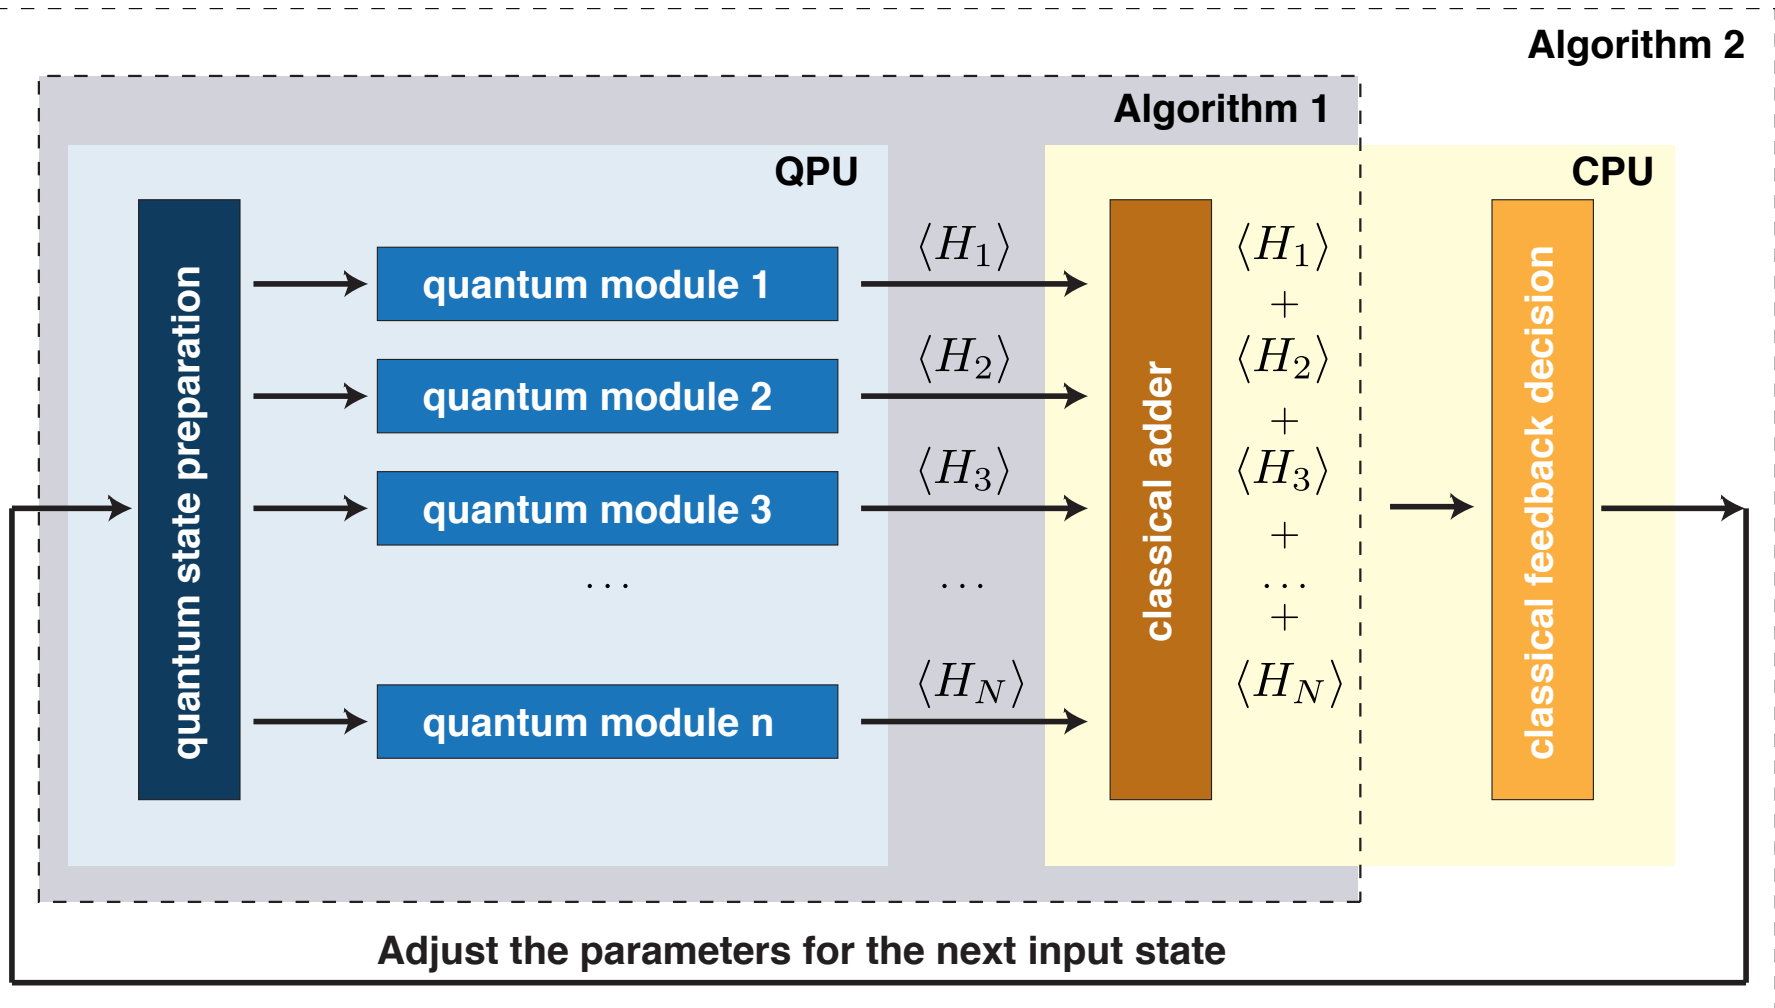 Algorithm 2
Algorithm 1
QPU
CPU
quantum state preparation
quantum module 1
quantum module 2
quantum module 3
...
quantum module n
⟨H₁⟩
⟨H₂⟩
⟨H₃⟩
...
⟨H_N⟩
classical adder
⟨H₁⟩
+
⟨H₂⟩
+
⟨H₃⟩
+
...
+
⟨H_N⟩
classical feedback decision
Adjust the parameters for the next input state